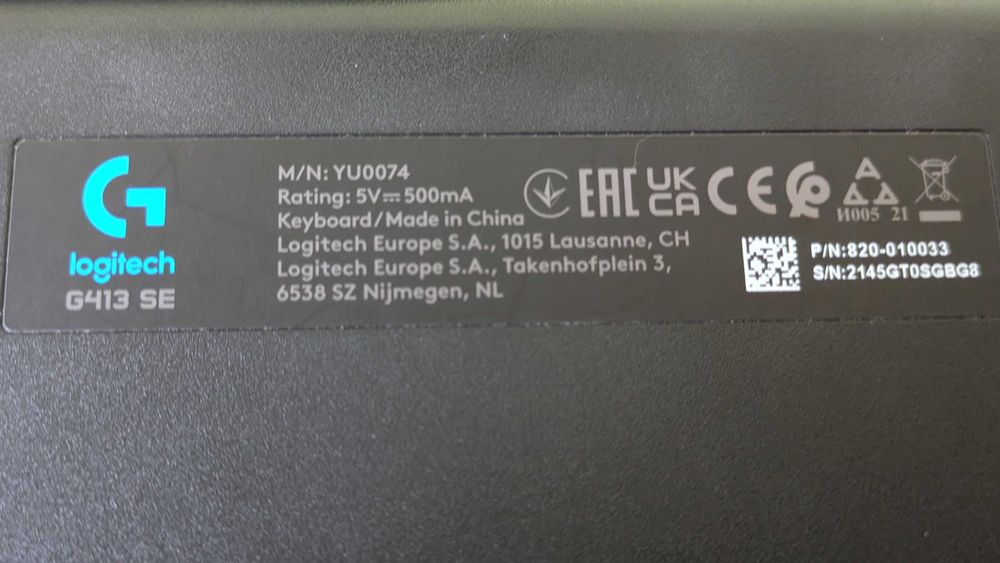 logitech
G413 SE
M/N: YU0074
Rating: 5V⎓500mA
Keyboard/Made in China
Logitech Europe S.A., 1015 Lausanne, CH
Logitech Europe S.A., Takenhofplein 3,
6538 SZ Nijmegen, NL
EAC UK CA CE
И005 21
P/N:820-010033
S/N:2145GT0SGBG8